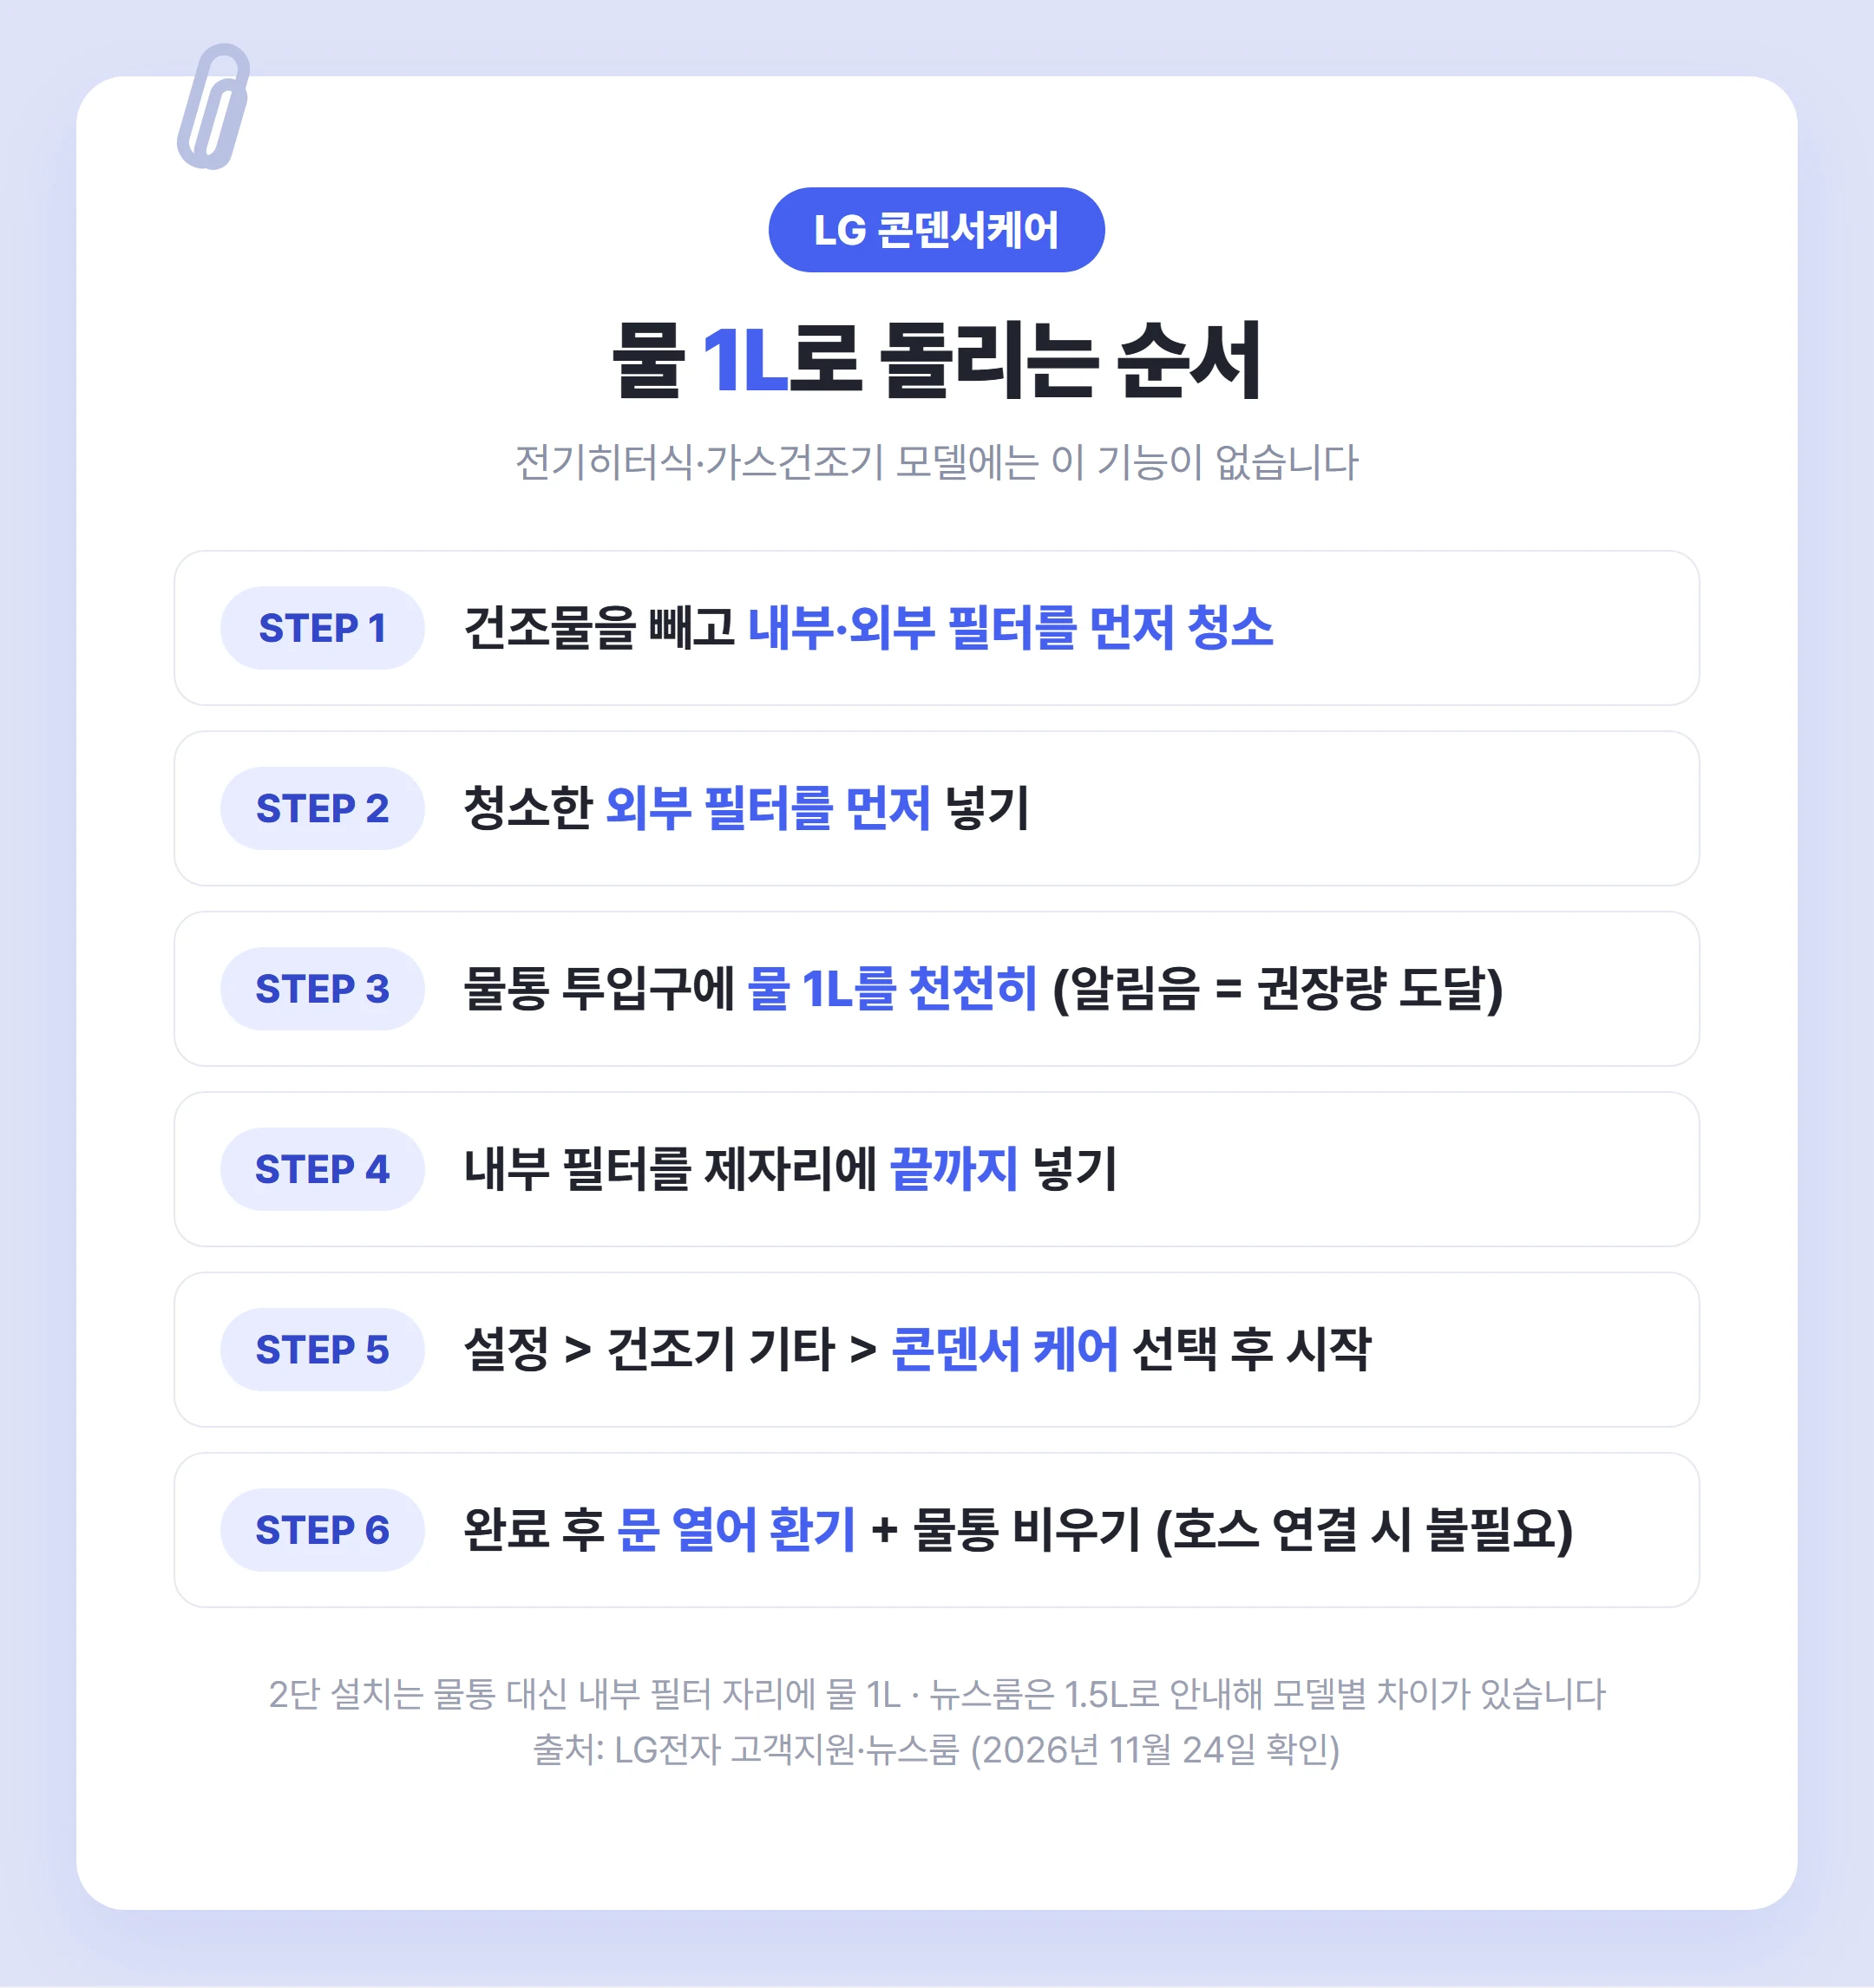 LG 콘덴서케어
물 1L로 돌리는 순서
전기히터식·가스건조기 모델에는 이 기능이 없습니다
STEP 1 건조물을 빼고 내부·외부 필터를 먼저 청소
STEP 2 청소한 외부 필터를 먼저 넣기
STEP 3 물통 투입구에 물 1L를 천천히 (알림음 = 권장량 도달)
STEP 4 내부 필터를 제자리에 끝까지 넣기
STEP 5 설정 > 건조기 기타 > 콘덴서 케어 선택 후 시작
STEP 6 완료 후 문 열어 환기 + 물통 비우기 (호스 연결 시 불필요)
2단 설치는 물통 대신 내부 필터 자리에 물 1L · 뉴스룸은 1.5L로 안내해 모델별 차이가 있습니다
출처: LG전자 고객지원·뉴스룸 (2026년 11월 24일 확인)